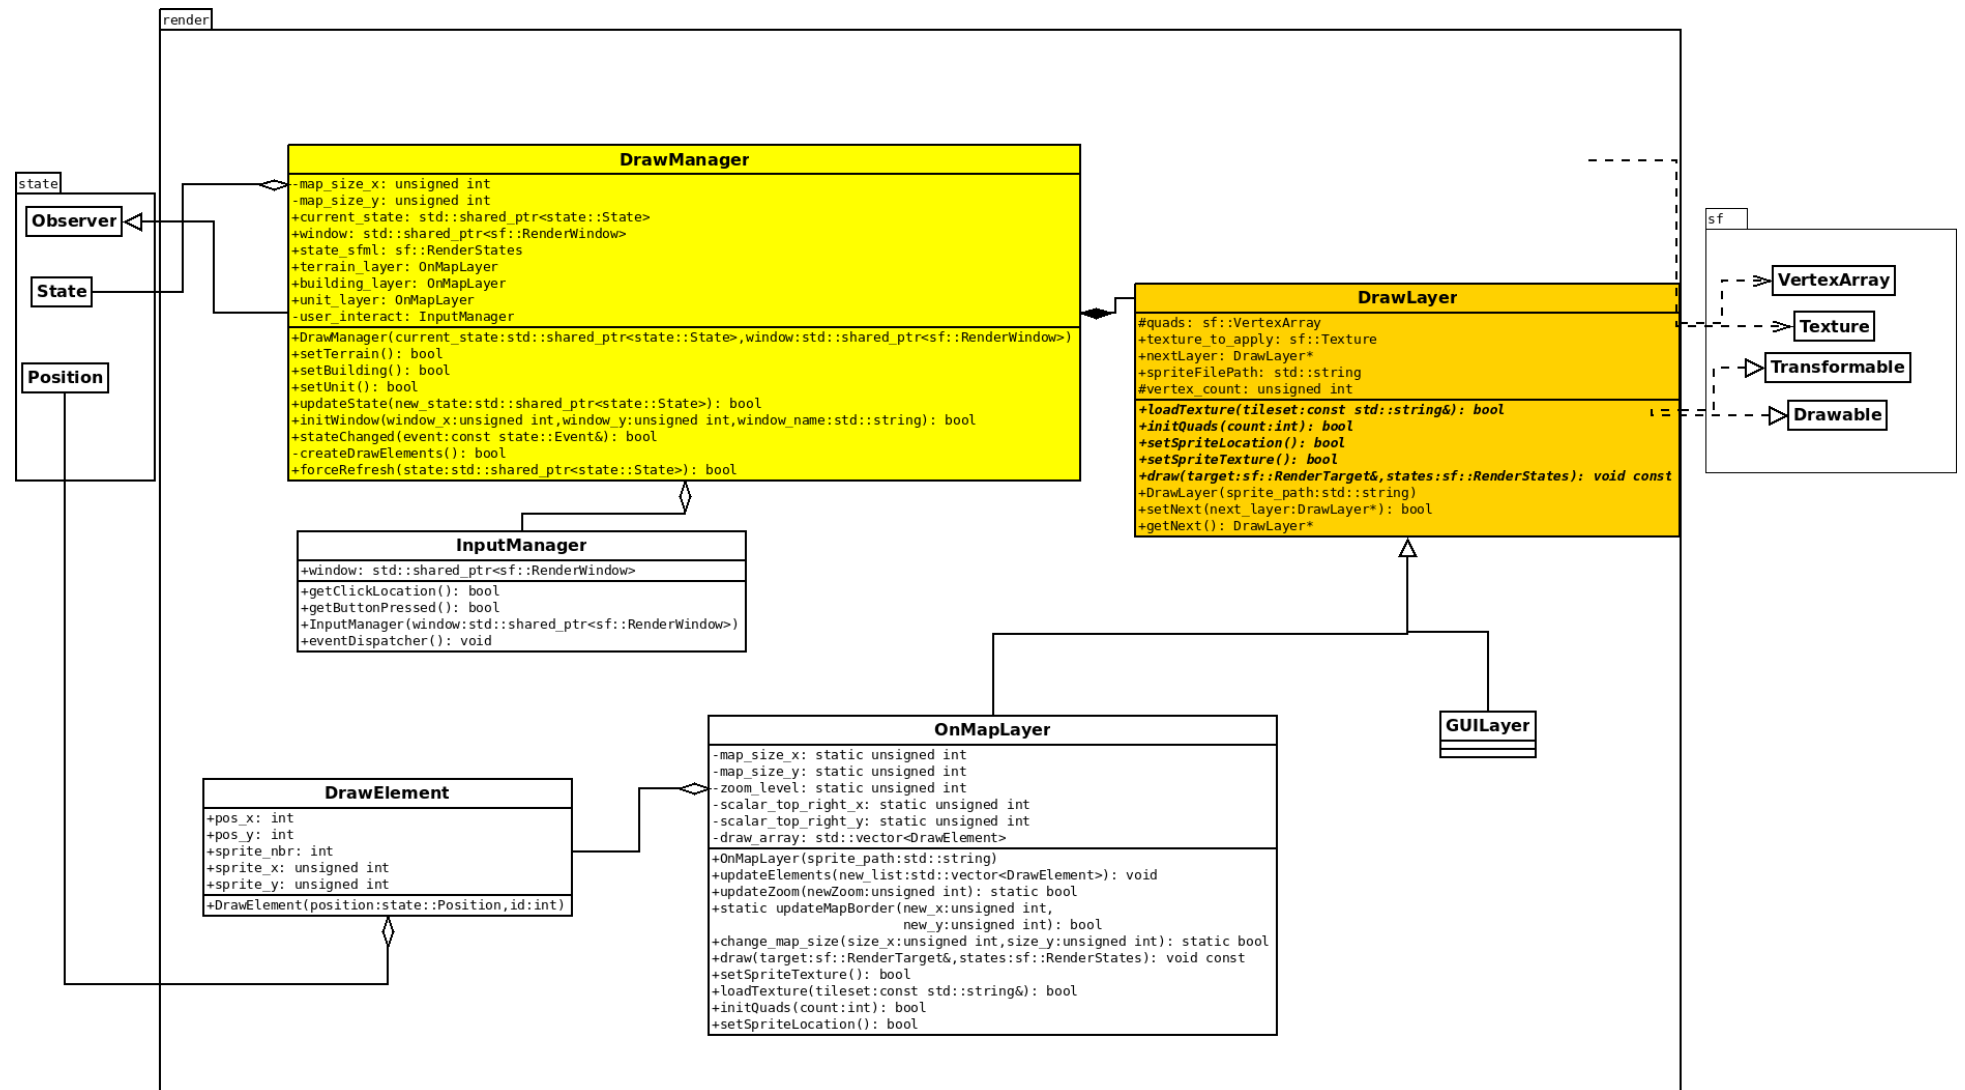 render
state
Observer
State
Position
DrawManager
-map_size_x: unsigned int
-map_size_y: unsigned int
+current_state: std::shared_ptr<state::State>
+window: std::shared_ptr<sf::RenderWindow>
+state_sfml: sf::RenderStates
+terrain_layer: OnMapLayer
+building_layer: OnMapLayer
+unit_layer: OnMapLayer
-user_interact: InputManager
+DrawManager(current_state:std::shared_ptr<state::State>,window:std::shared_ptr<sf::RenderWindow>)
+setTerrain(): bool
+setBuilding(): bool
+setUnit(): bool
+updateState(new_state:std::shared_ptr<state::State>): bool
+initWindow(window_x:unsigned int,window_y:unsigned int,window_name:std::string): bool
+stateChanged(event:const state::Event&): bool
-createDrawElements(): bool
+forceRefresh(state:std::shared_ptr<state::State>): bool
DrawLayer
#quads: sf::VertexArray
+texture_to_apply: sf::Texture
+nextLayer: DrawLayer*
+spriteFilePath: std::string
#vertex_count: unsigned int
+loadTexture(tileset:const std::string&): bool
+initQuads(count:int): bool
+setSpriteLocation(): bool
+setSpriteTexture(): bool
+draw(target:sf::RenderTarget&,states:sf::RenderStates): void const
+DrawLayer(sprite_path:std::string)
+setNext(next_layer:DrawLayer*): bool
+getNext(): DrawLayer*
sf
VertexArray
Texture
Transformable
Drawable
InputManager
+window: std::shared_ptr<sf::RenderWindow>
+getClickLocation(): bool
+getButtonPressed(): bool
+InputManager(window:std::shared_ptr<sf::RenderWindow>)
+eventDispatcher(): void
OnMapLayer
-map_size_x: static unsigned int
-map_size_y: static unsigned int
-zoom_level: static unsigned int
-scalar_top_right_x: static unsigned int
-scalar_top_right_y: static unsigned int
-draw_array: std::vector<DrawElement>
+OnMapLayer(sprite_path:std::string)
+updateElements(new_list:std::vector<DrawElement>): void
+updateZoom(newZoom:unsigned int): static bool
+static updateMapBorder(new_x:unsigned int,
new_y:unsigned int): bool
+change_map_size(size_x:unsigned int,size_y:unsigned int): static bool
+draw(target:sf::RenderTarget&,states:sf::RenderStates): void const
+setSpriteTexture(): bool
+loadTexture(tileset:const std::string&): bool
+initQuads(count:int): bool
+setSpriteLocation(): bool
GUILayer
DrawElement
+pos_x: int
+pos_y: int
+sprite_nbr: int
+sprite_x: unsigned int
+sprite_y: unsigned int
+DrawElement(position:state::Position,id:int)